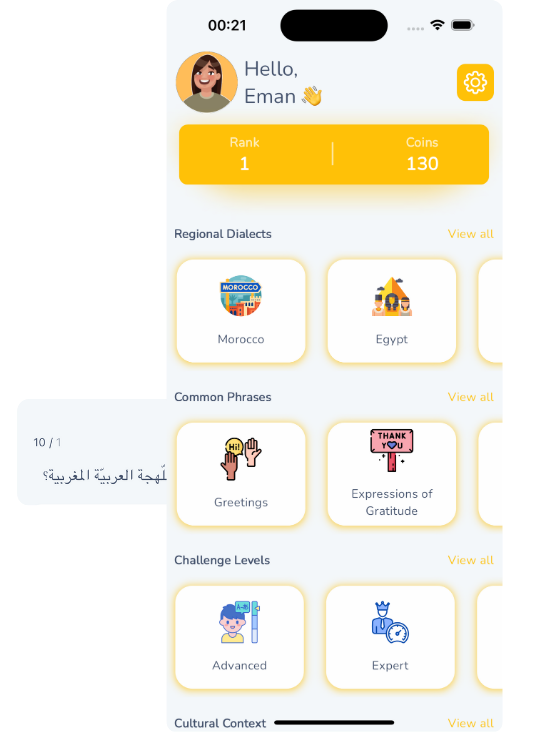 00:21
Hello,
Eman 👋
Rank
Coins
1
130
Regional Dialects
View all
MOROCCO
Morocco
Egypt
Common Phrases
View all
10 / 1
العربيّة المغربية؟
Hi!
THANK
YOU
Greetings
Expressions of
Gratitude
Challenge Levels
View all
Advanced
Expert
Cultural Context
View all